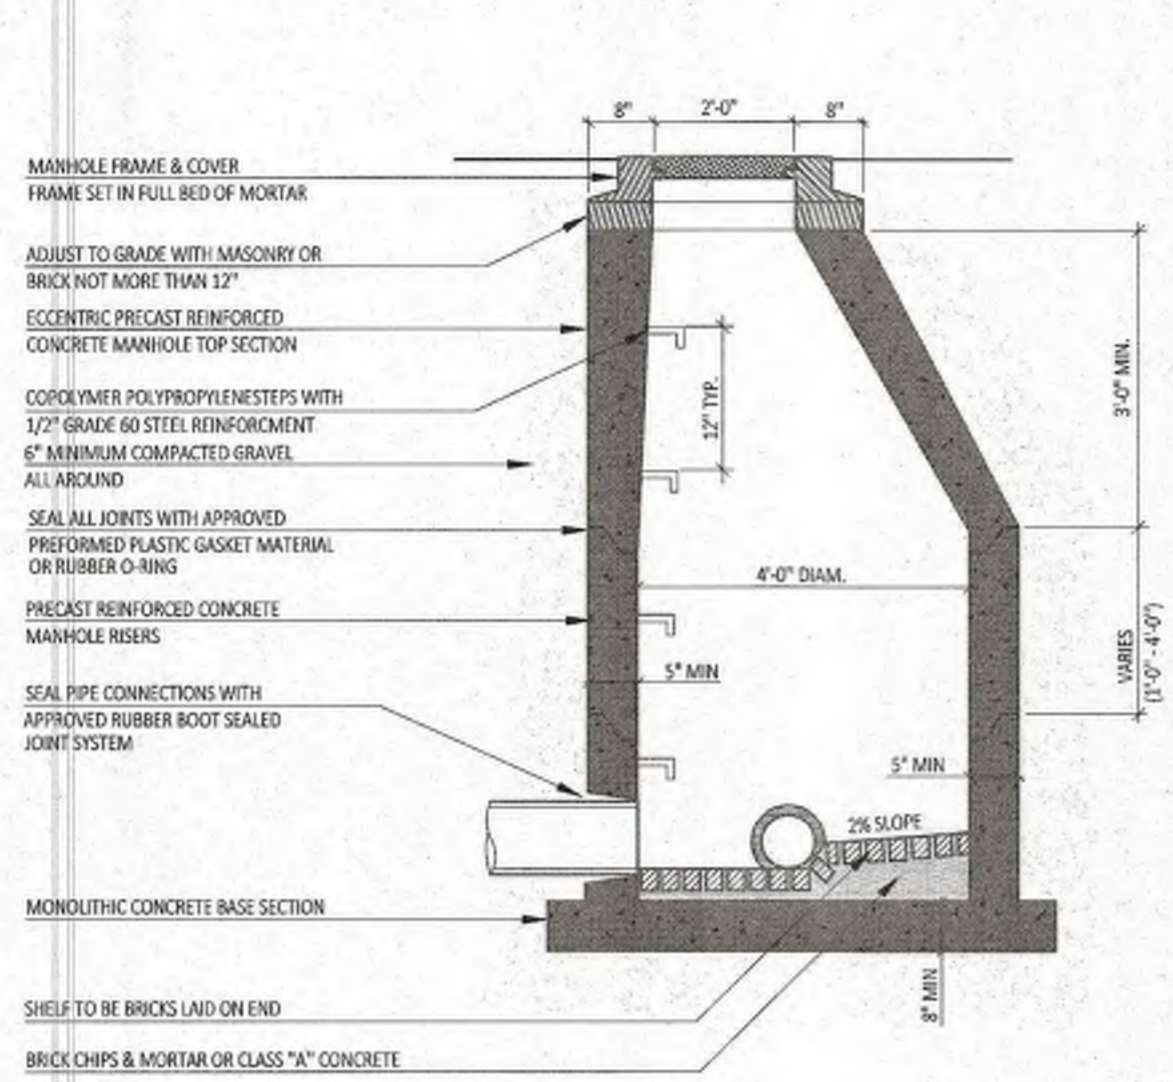 8" 2'-0" 8"
MANHOLE FRAME & COVER
FRAME SET IN FULL BED OF MORTAR
ADJUST TO GRADE WITH MASONRY OR
BRICK NOT MORE THAN 12"
ECCENTRIC PRECAST REINFORCED
CONCRETE MANHOLE TOP SECTION
COPOLYMER POLYPROPYLENESTEPS WITH
1/2" GRADE 60 STEEL REINFORCMENT
6" MINIMUM COMPACTED GRAVEL
ALL AROUND
SEAL ALL JOINTS WITH APPROVED
PREFORMED PLASTIC GASKET MATERIAL
OR RUBBER O-RING
PRECAST REINFORCED CONCRETE
MANHOLE RISERS
SEAL PIPE CONNECTIONS WITH
APPROVED RUBBER BOOT SEALED
JOINT SYSTEM
MONOLITHIC CONCRETE BASE SECTION
SHELF TO BE BRICKS LAID ON END
BRICK CHIPS & MORTAR OR CLASS "A" CONCRETE
12" TYP.
3'-0" MIN.
4'-0" DIAM.
5" MIN
VARIES
(1'-0" - 4'-0")
5" MIN
2% SLOPE
8" MIN